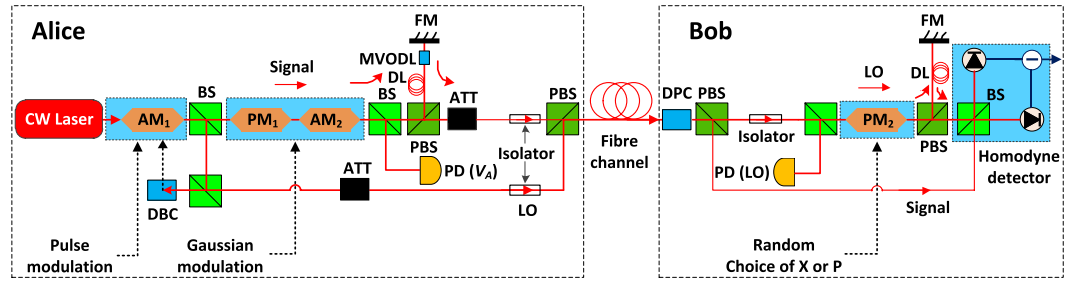 Alice
FM
MVODL
DL
Signal
BS
BS
ATT
PBS
CW Laser
AM1
PM1
AM2
PBS
PD (VA)
Isolator
ATT
LO
DBC
Pulse
modulation
Gaussian
modulation
Fibre
channel
Bob
FM
LO
DL
DPC
PBS
BS
Isolator
PM2
PBS
PD (LO)
Homodyne
detector
Signal
Random
Choice of X or P